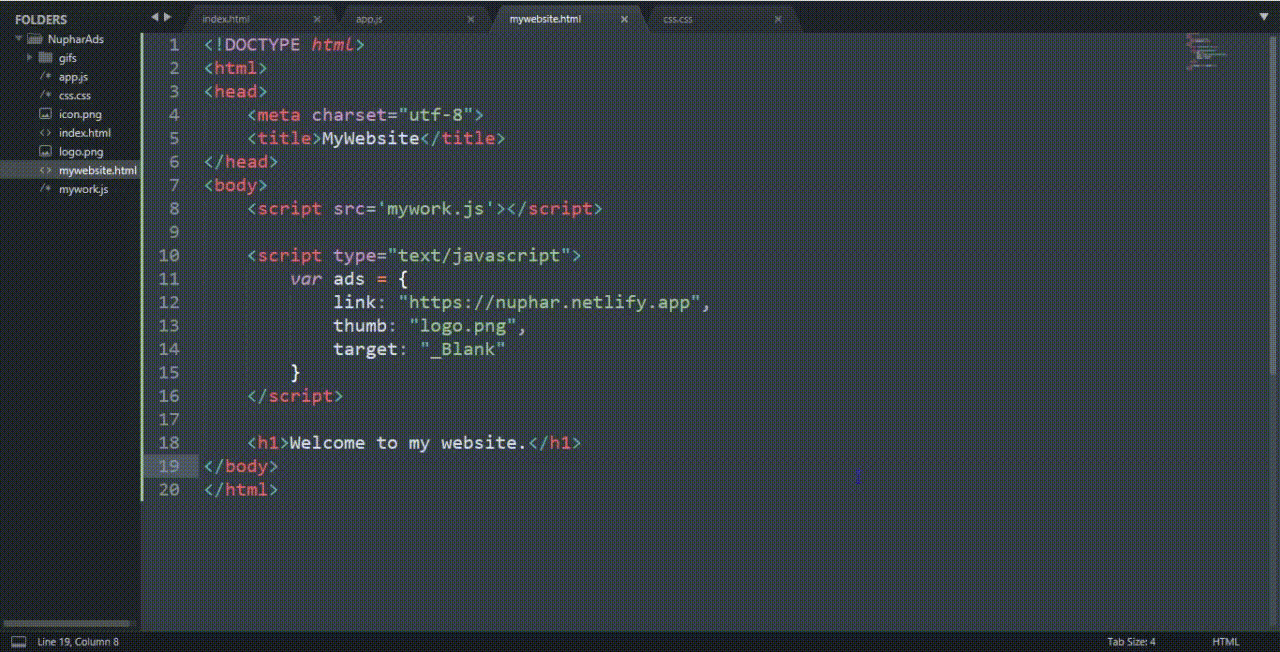 FOLDERS
NupharAds
gifs
app.js
css.css
icon.png
index.html
logo.png
mywebsite.html
mywork.js
index.html
app.js
mywebsite.html
css.css
1 <!DOCTYPE html>
2 <html>
3 <head>
4     <meta charset="utf-8">
5     <title>MyWebsite</title>
6 </head>
7 <body>
8     <script src='mywork.js'></script>
9
10     <script type="text/javascript">
11         var ads = {
12             link: "https://nuphar.netlify.app",
13             thumb: "logo.png",
14             target: "_Blank"
15         }
16     </script>
17
18     <h1>Welcome to my website.</h1>
19 </body>
20 </html>
Line 19, Column 8
Tab Size: 4
HTML